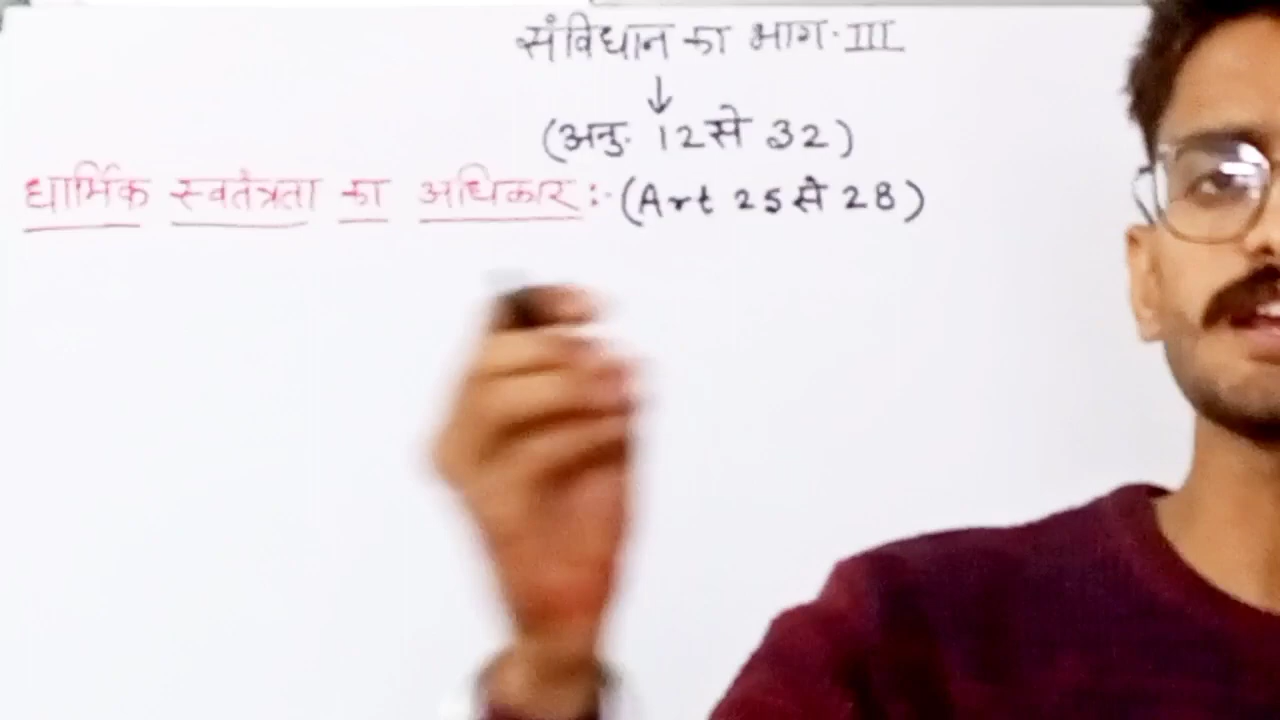 संविधान का भाग-III
↓
(अनु. 12 से 32)
धार्मिक स्वतंत्रता का अधिकार :- (Art 25 से 28)